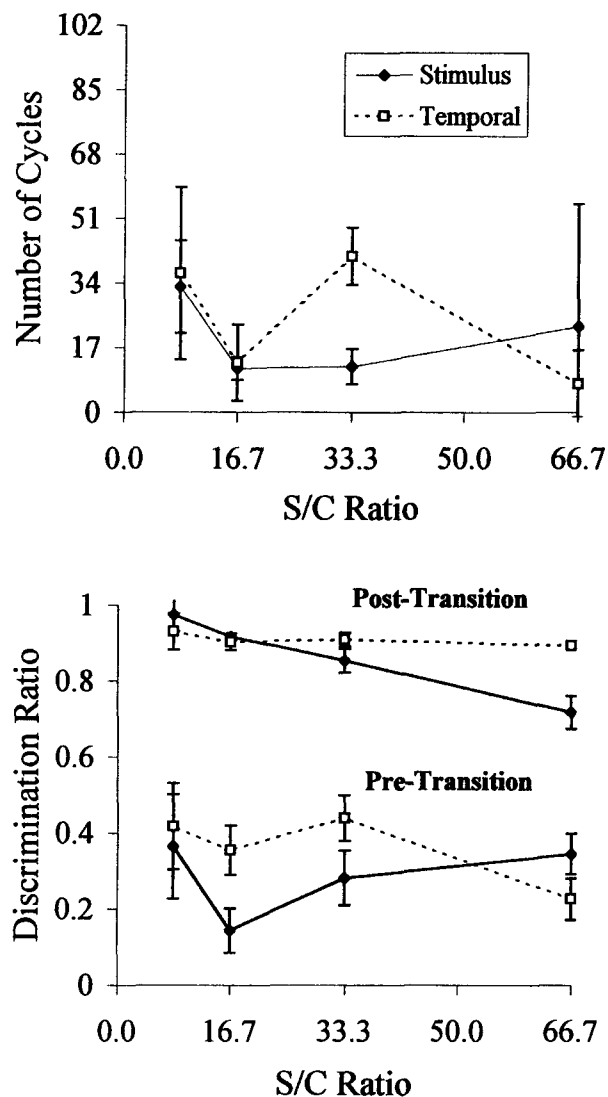 102
85
68
51
34
17
0
Number of Cycles
Stimulus
Temporal
0.0 16.7 33.3 50.0 66.7
S/C Ratio
1
0.8
0.6
0.4
0.2
0
Discrimination Ratio
Post-Transition
Pre-Transition
0.0 16.7 33.3 50.0 66.7
S/C Ratio